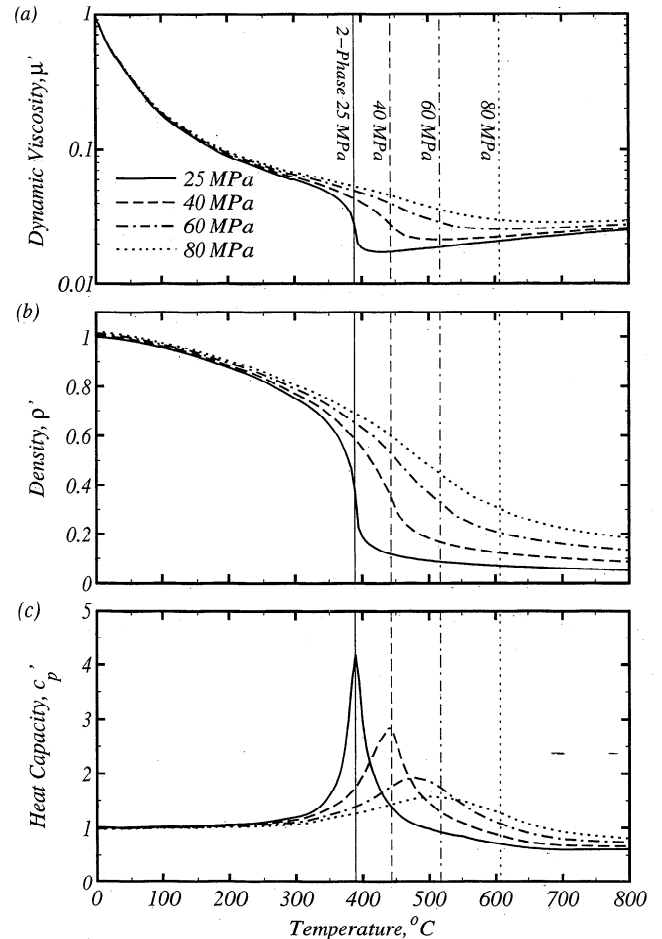 (a)
Dynamic Viscosity, μ'
1
0.1
0.01
2-Phase 25 MPa
40 MPa
60 MPa
80 MPa
25 MPa
40 MPa
60 MPa
80 MPa
(b)
Density, ρ'
1
0.8
0.6
0.4
0.2
0
(c)
Heat Capacity, cp'
5
4
3
2
1
0
0 100 200 300 400 500 600 700 800
Temperature, °C